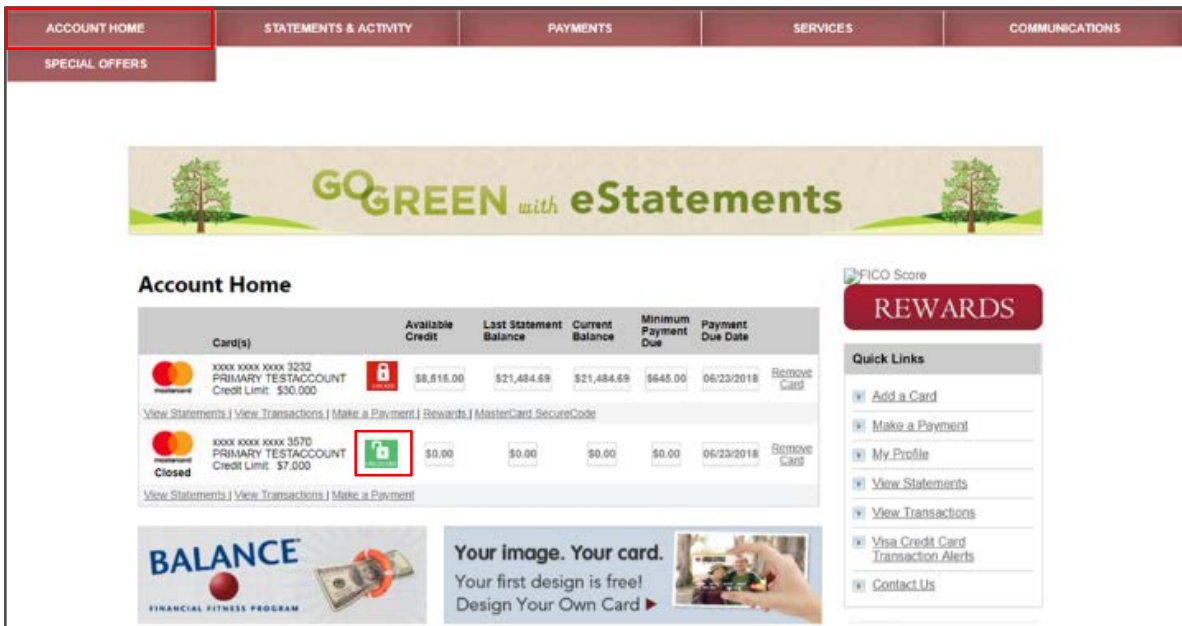 ACCOUNT HOME
STATEMENTS & ACTIVITY
PAYMENTS
SERVICES
COMMUNICATIONS
SPECIAL OFFERS
GO GREEN with eStatements
Account Home
Card(s)
Available Credit
Last Statement Balance
Current Balance
Minimum Payment Due
Payment Due Date
mastercard
xxxx xxxx xxxx 3232
PRIMARY TESTACCOUNT
Credit Limit: $30,000
LOCKED
$8,515.00
$21,484.69
$21,484.69
$645.00
06/23/2018
Remove Card
View Statements | View Transactions | Make a Payment | Rewards | MasterCard SecureCode
mastercard
Closed
xxxx xxxx xxxx 3570
PRIMARY TESTACCOUNT
Credit Limit: $7,000
$0.00
$0.00
$0.00
$0.00
06/23/2018
Remove Card
View Statements | View Transactions | Make a Payment
BALANCE
FINANCIAL FITNESS PROGRAM
Your image. Your card.
Your first design is free!
Design Your Own Card
FICO Score
REWARDS
Quick Links
Add a Card
Make a Payment
My Profile
View Statements
View Transactions
Visa Credit Card
Transaction Alerts
Contact Us